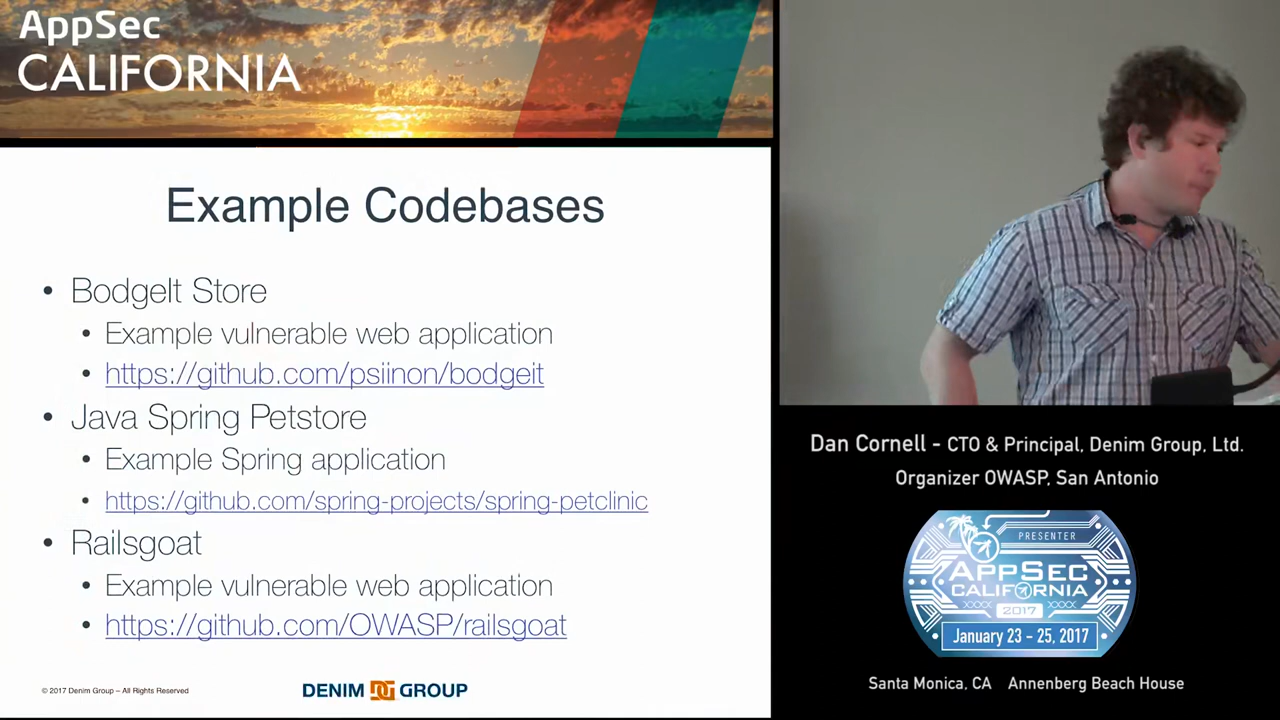 AppSec
CALIFORNIA
Example Codebases
• BodgeIt Store
• Example vulnerable web application
• https://github.com/psiinon/bodgeit
• Java Spring Petstore
• Example Spring application
• https://github.com/spring-projects/spring-petclinic
• Railsgoat
• Example vulnerable web application
• https://github.com/OWASP/railsgoat
© 2017 Denim Group – All Rights Reserved
DENIM DG GROUP
Dan Cornell - CTO & Principal, Denim Group, Ltd.
Organizer OWASP, San Antonio
PRESENTER
APPSEC
CALIFORNIA
2017
January 23 - 25, 2017
Santa Monica, CA Annenberg Beach House